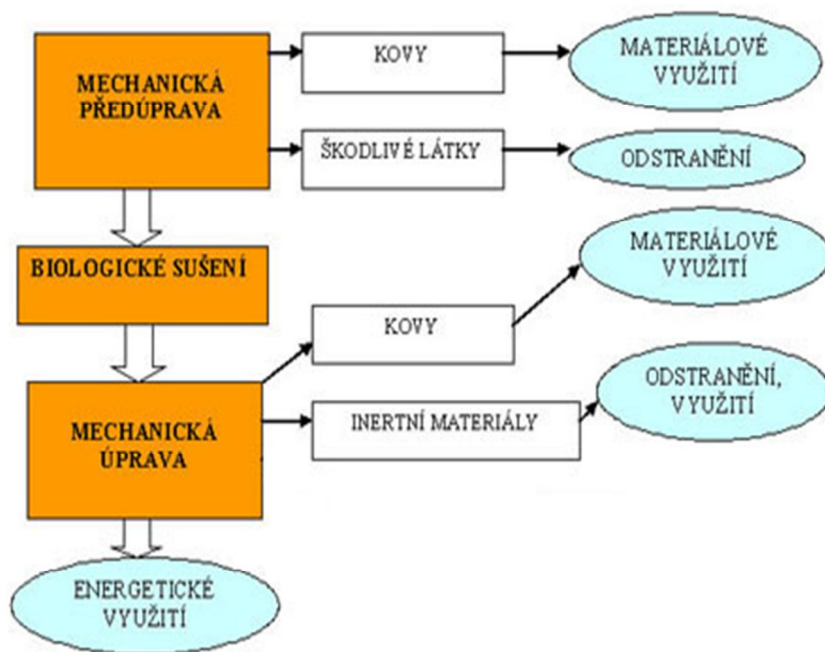 MECHANICKÁ
PŘEDÚPRAVA
KOVY
MATERIÁLOVÉ
VYUŽITÍ
ŠKODLIVÉ LÁTKY
ODSTRANĚNÍ
BIOLOGICKÉ SUŠENÍ
MATERIÁLOVÉ
VYUŽITÍ
KOVY
MECHANICKÁ
ÚPRAVA
INERTNÍ MATERIÁLY
ODSTRANĚNÍ,
VYUŽITÍ
ENERGETICKÉ
VYUŽITÍ